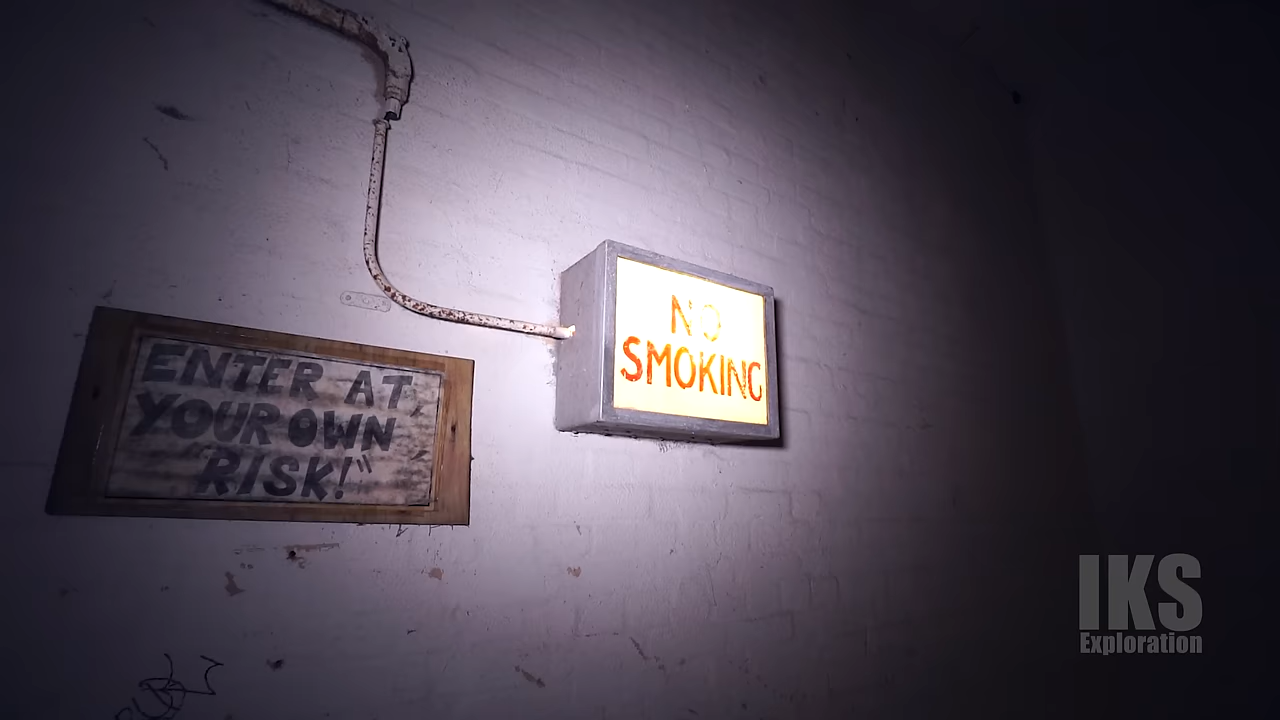 ENTER AT
YOUR OWN
"RISK!"
NO
SMOKING
IKS
Exploration